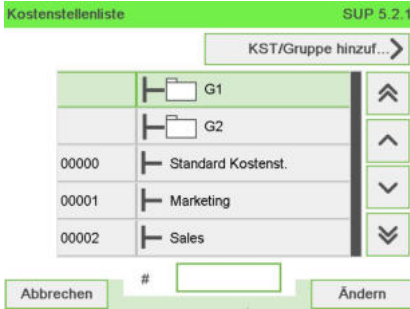 Kostenstellenliste SUP 5.2.1
KST/Gruppe hinzuf...
G1
G2
00000 Standard Kostenst.
00001 Marketing
00002 Sales
#
Abbrechen Ändern